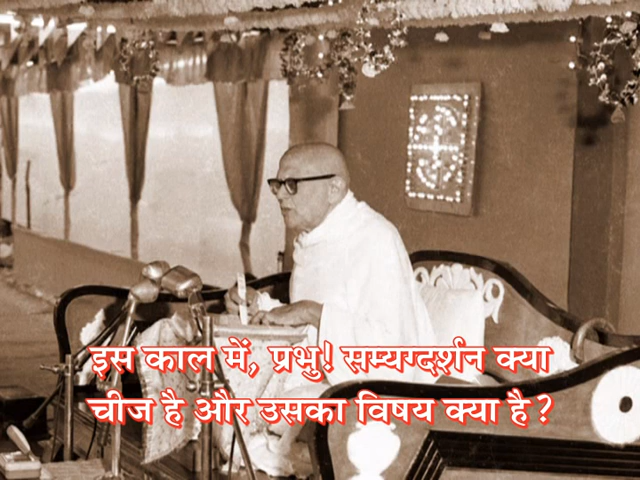 इस काल में, प्रभु! सम्यग्दर्शन क्या
चीज है और उसका विषय क्या है?